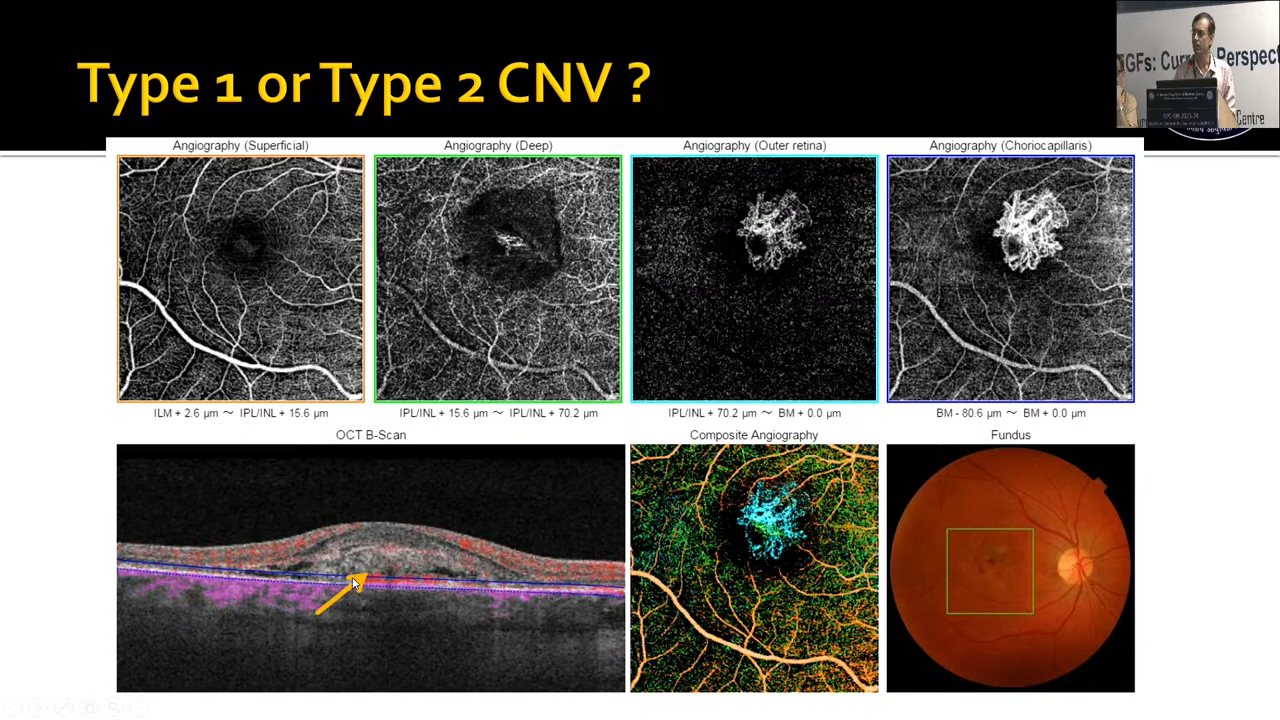 Type 1 or Type 2 CNV ?
GFs: Current Perspect
Centre
Angiography (Superficial)
Angiography (Deep)
Angiography (Outer retina)
Angiography (Choriocapillaris)
ILM + 2.6 µm ～ IPL/INL + 15.6 µm
IPL/INL + 15.6 µm ～ IPL/INL + 70.2 µm
IPL/INL + 70.2 µm ～ BM + 0.0 µm
BM - 80.6 µm ～ BM + 0.0 µm
OCT B-Scan
Composite Angiography
Fundus